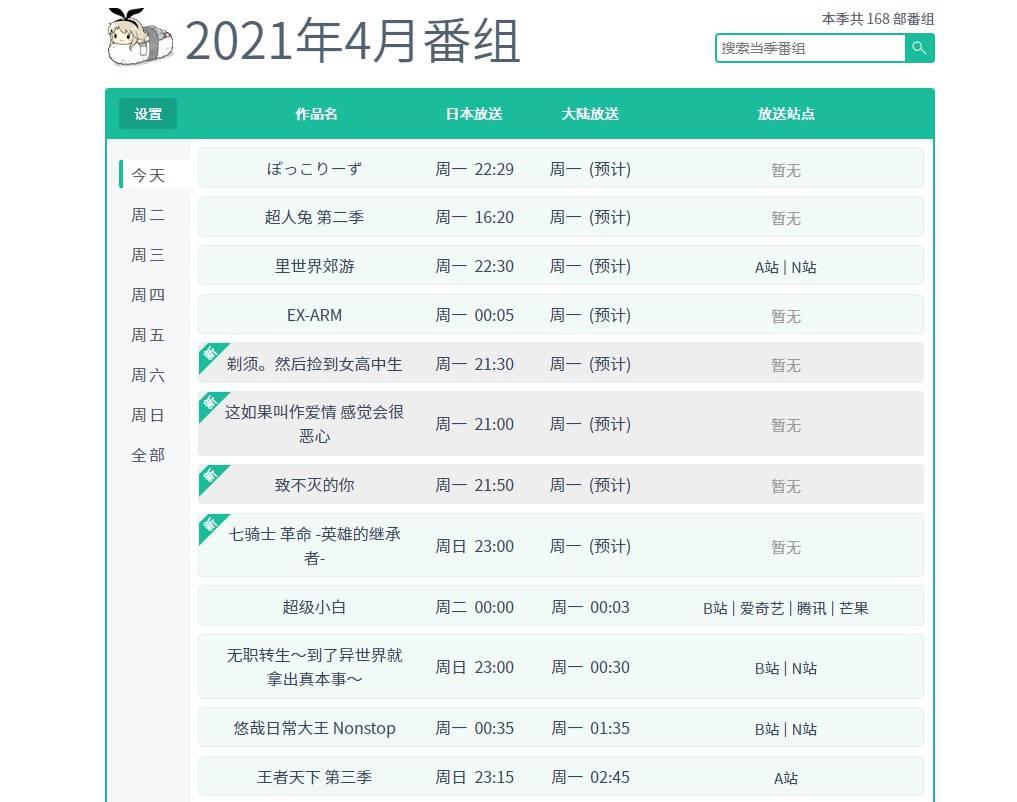 2021年4月番组
本季共 168 部番组
搜索当季番组
设置 作品名 日本放送 大陆放送 放送站点
今天
周二
周三
周四
周五
周六
周日
全部
ぽっこりーず 周一 22:29 周一 (预计) 暂无
超人兔 第二季 周一 16:20 周一 (预计) 暂无
里世界郊游 周一 22:30 周一 (预计) A站 | N站
EX-ARM 周一 00:05 周一 (预计) 暂无
新 剃须。然后捡到女高中生 周一 21:30 周一 (预计) 暂无
新 这如果叫作爱情 感觉会很
恶心 周一 21:00 周一 (预计) 暂无
新 致不灭的你 周一 21:50 周一 (预计) 暂无
新 七骑士 革命 -英雄的继承
者- 周日 23:00 周一 (预计) 暂无
超级小白 周二 00:00 周一 00:03 B站 | 爱奇艺 | 腾讯 | 芒果
无职转生～到了异世界就
拿出真本事～ 周日 23:00 周一 00:30 B站 | N站
悠哉日常大王 Nonstop 周一 00:35 周一 01:35 B站 | N站
王者天下 第三季 周日 23:15 周一 02:45 A站